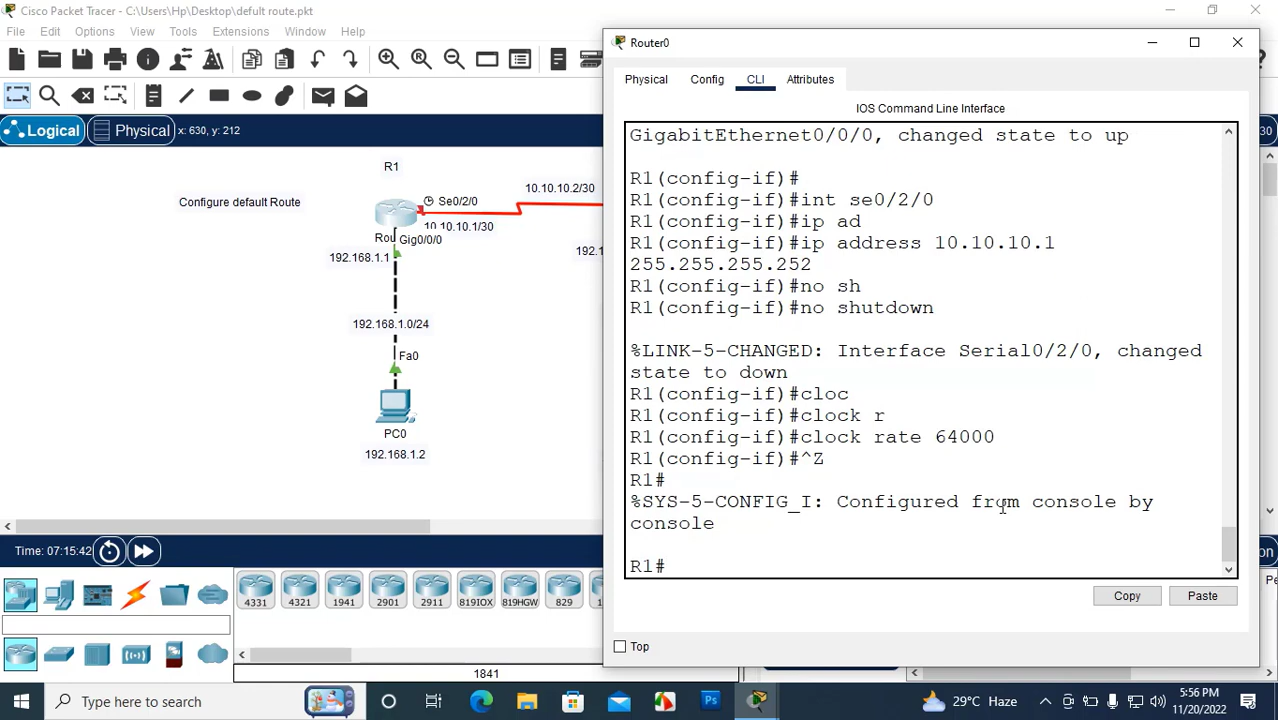 Cisco Packet Tracer - C:\Users\Hp\Desktop\defult route.pkt
File Edit Options View Tools Extensions Window Help
Logical Physical x: 630, y: 212
R1
Configure default Route
10.10.10.2/30
Se0/2/0
10.10.10.1/30
Rou
Gig0/0/0
192.168.1.1
192.1
192.168.1.0/24
Fa0
PC0
192.168.1.2
Router0
Physical Config CLI Attributes
IOS Command Line Interface
GigabitEthernet0/0/0, changed state to up
R1(config-if)#
R1(config-if)#int se0/2/0
R1(config-if)#ip ad
R1(config-if)#ip address 10.10.10.1
255.255.255.252
R1(config-if)#no sh
R1(config-if)#no shutdown
%LINK-5-CHANGED: Interface Serial0/2/0, changed
state to down
R1(config-if)#cloc
R1(config-if)#clock r
R1(config-if)#clock rate 64000
R1(config-if)#^Z
R1#
%SYS-5-CONFIG_I: Configured from console by
console
R1#
Copy Paste
Top
Time: 07:15:42
4331 4321 1941 2901 2911 819IOX 819HGW 829
1841
Type here to search
29°C Haze
5:56 PM
11/20/2022